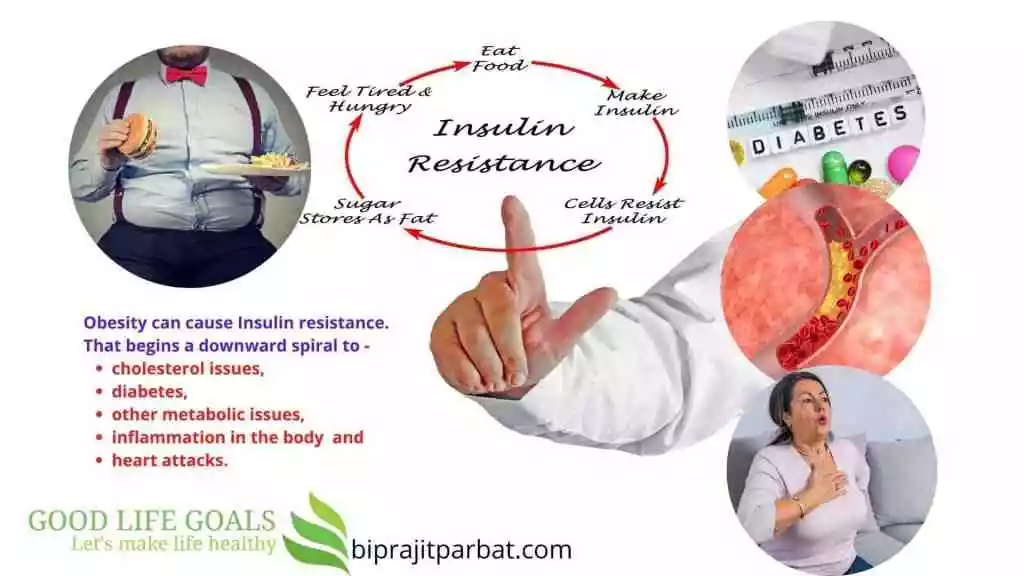 Eat
Food
Make
Insulin
Cells Resist
Insulin
Sugar
Stores As Fat
Feel Tired &
Hungry
Insulin
Resistance
DIABETES
Obesity can cause Insulin resistance.
That begins a downward spiral to -
• cholesterol issues,
• diabetes,
• other metabolic issues,
• inflammation in the body and
• heart attacks.
GOOD LIFE GOALS
Let's make life healthy
biprajitparbat.com